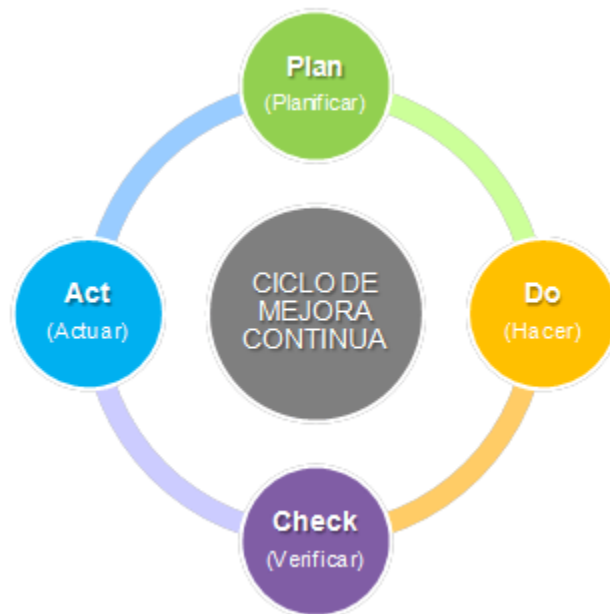 Plan
(Planificar)
Act
(Actuar)
CICLO DE
MEJORA
CONTINUA
Do
(Hacer)
Check
(Verificar)